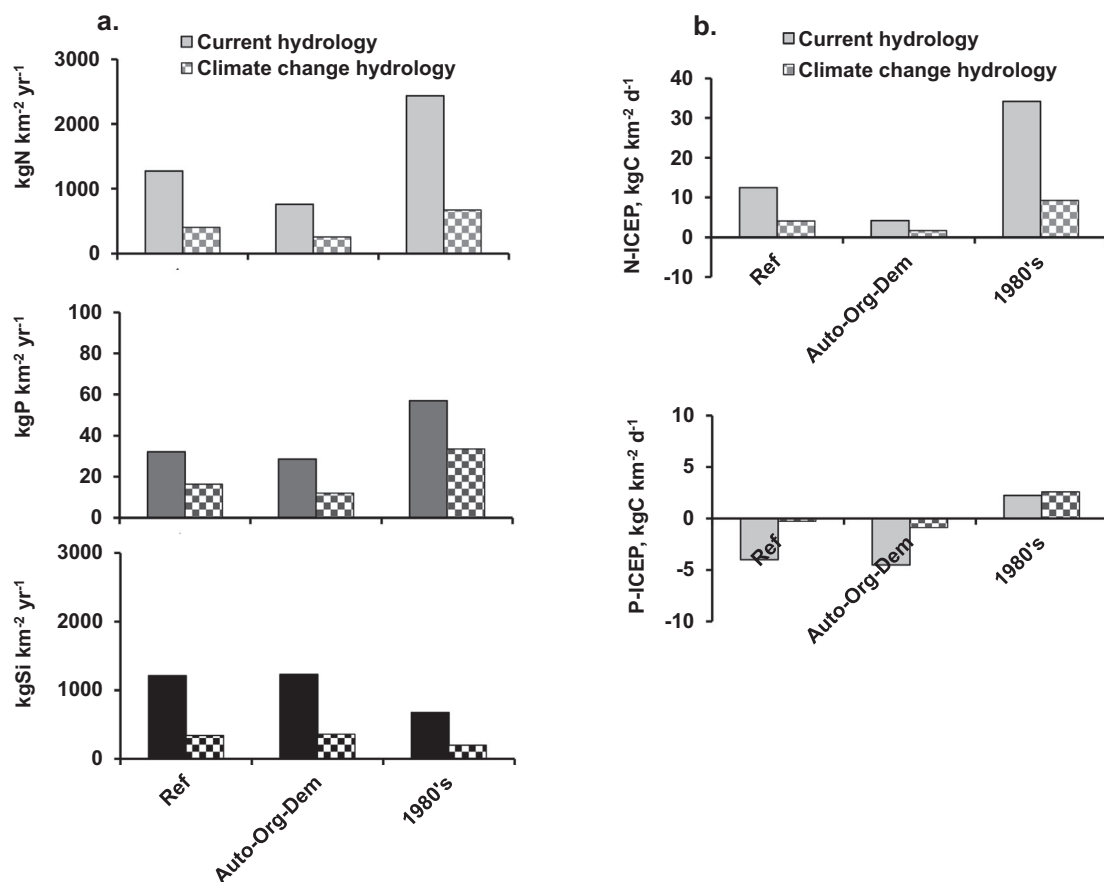 a.
Current hydrology
Climate change hydrology
kgN km⁻² yr⁻¹
3000
2000
1000
0
kgP km⁻² yr⁻¹
100
80
60
40
20
0
kgSi km⁻² yr⁻¹
3000
2000
1000
0
Ref
Auto-Org-Dem
1980's
b.
Current hydrology
Climate change hydrology
N-ICEP, kgC km⁻² d⁻¹
40
30
20
10
0
-10
Ref
Auto-Org-Dem
1980's
P-ICEP, kgC km⁻² d⁻¹
10
5
0
-5
-10
Ref
Auto-Org-Dem
1980's